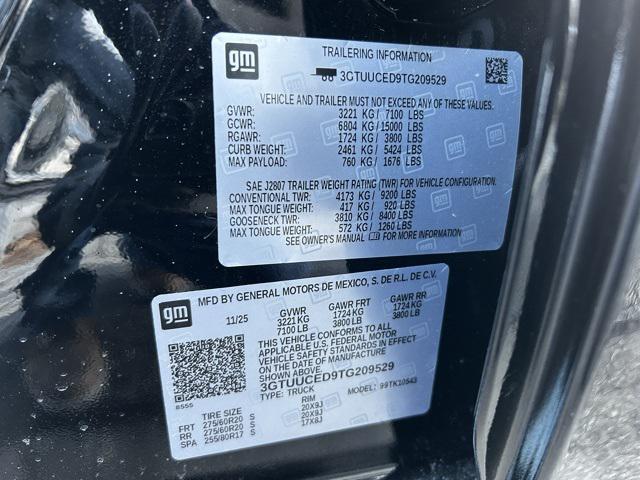 gm
TRAILERING INFORMATION
3GTUUCED9TG209529
VEHICLE AND TRAILER MUST NOT EXCEED ANY OF THESE VALUES.
GVWR: 3221 KG / 7100 LBS
GCWR: 6804 KG / 15000 LBS
RGAWR: 1724 KG / 3800 LBS
CURB WEIGHT: 2461 KG / 5424 LBS
MAX PAYLOAD: 760 KG / 1676 LBS
SAE J2807 TRAILER WEIGHT RATING (TWR) FOR VEHICLE CONFIGURATION.
CONVENTIONAL TWR: 4173 KG / 9200 LBS
MAX TONGUE WEIGHT: 417 KG / 920 LBS
GOOSENECK TWR: 3810 KG / 8400 LBS
MAX TONGUE WEIGHT: 572 KG / 1260 LBS
SEE OWNER'S MANUAL FOR MORE INFORMATION
gm
MFD BY GENERAL MOTORS DE MEXICO, S. DE R.L. DE C.V.
11/25 GVWR GAWR FRT GAWR RR
3221 KG 1724 KG 1724 KG
7100 LB 3800 LB 3800 LB
THIS VEHICLE CONFORMS TO ALL
APPLICABLE U.S. FEDERAL MOTOR
VEHICLE SAFETY STANDARDS IN EFFECT
ON THE DATE OF MANUFACTURE
3GTUUCED9TG209529
TYPE: TRUCK MODEL: 99TK10543
8555
TIRE SIZE RIM
FRT 275/60R20 S 20X9J
RR 275/60R20 S 20X9J
SPA 255/80R17 S 17X8J